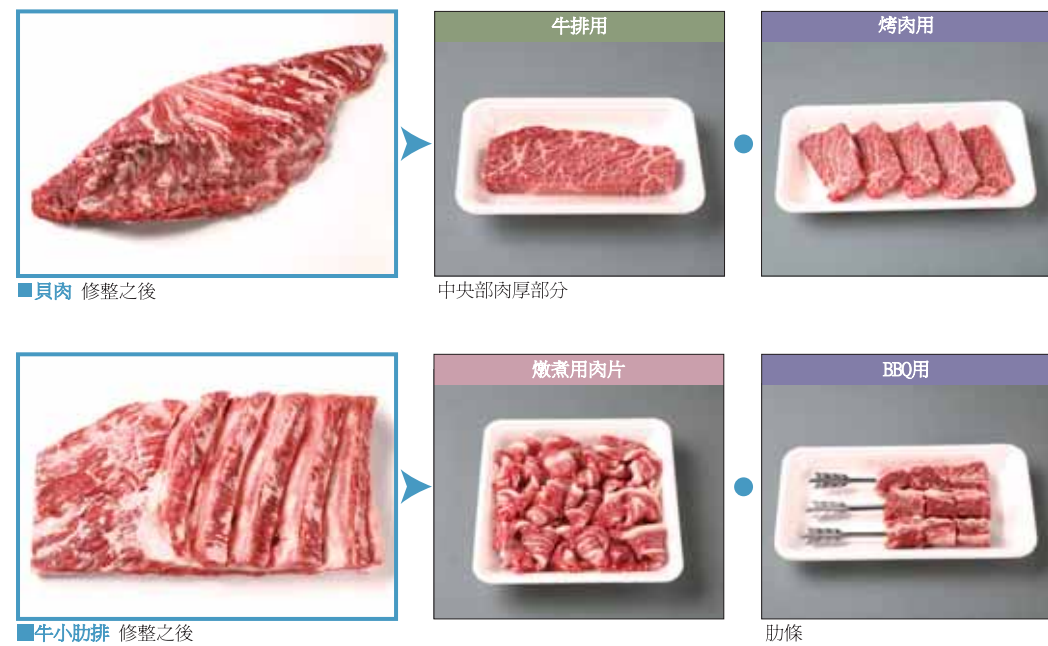 牛排用
烤肉用
■貝肉 修整之後
中央部肉厚部分
燉煮用肉片
BBQ用
■牛小肋排 修整之後
肋條